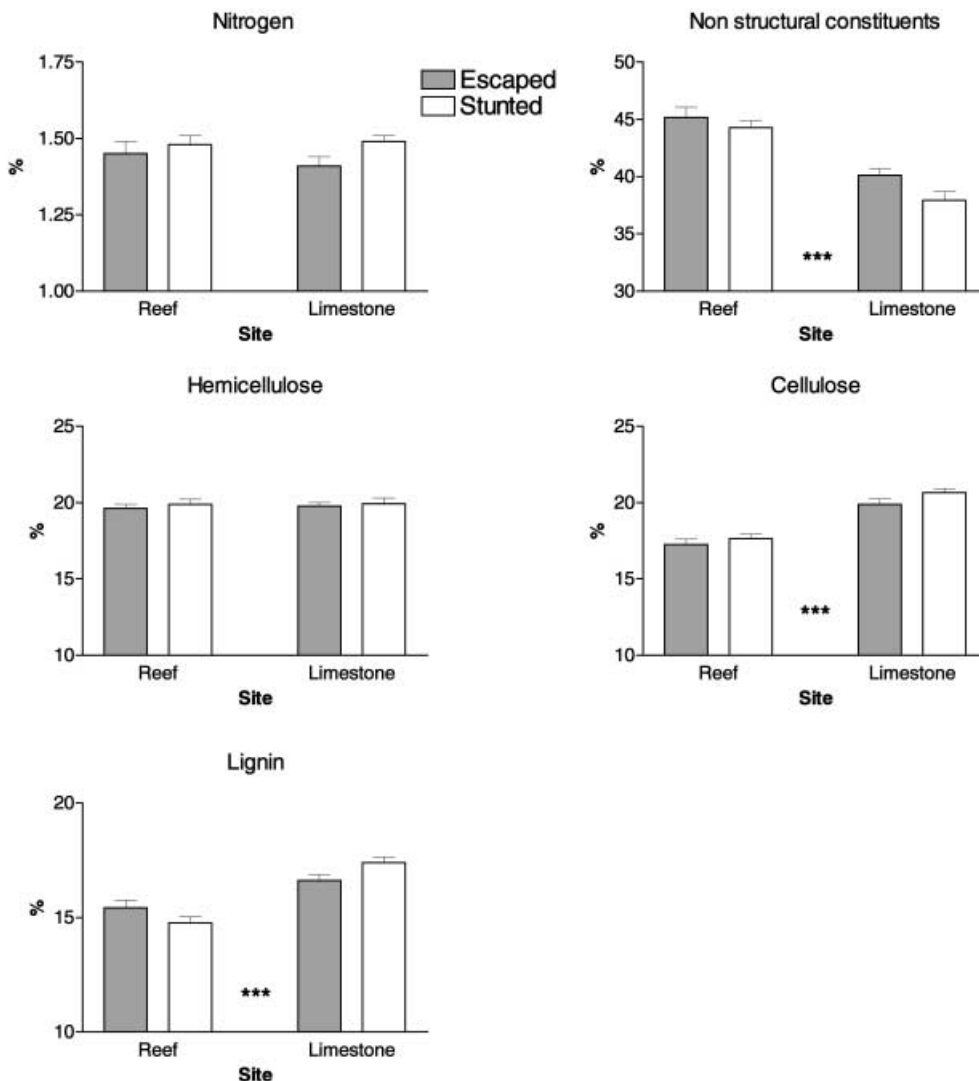 Nitrogen
1.75
1.50
1.25
1.00
%
Reef
Limestone
Site
Escaped
Stunted
Non structural constituents
50
45
40
35
30
%
***
Reef
Limestone
Site
Hemicellulose
25
20
15
10
%
Reef
Limestone
Site
Cellulose
25
20
15
10
%
***
Reef
Limestone
Site
Lignin
20
15
10
%
***
Reef
Limestone
Site